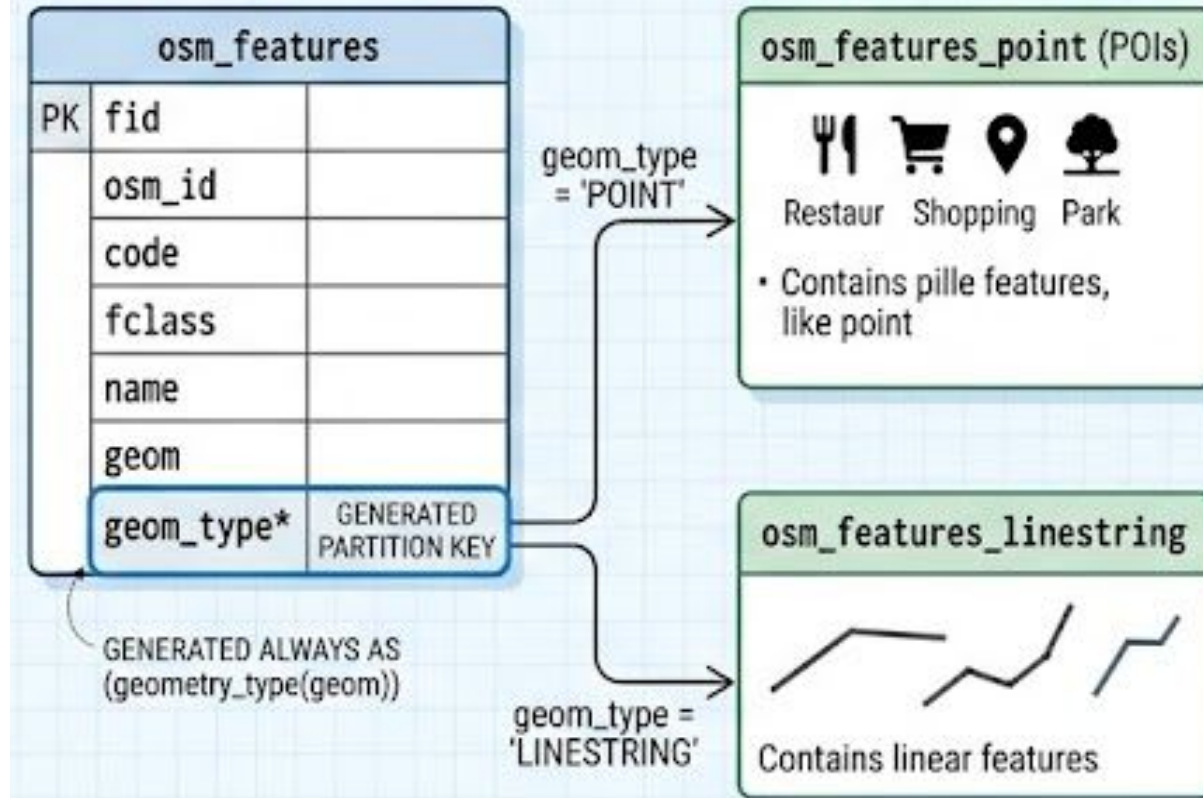 osm_features
PK fid
osm_id
code
fclass
name
geom
geom_type* GENERATED
PARTITION KEY
GENERATED ALWAYS AS
(geometry_type(geom))
geom_type
= 'POINT'
geom_type =
'LINESTRING'
osm_features_point (POIs)
Restaur Shopping Park
• Contains pille features,
like point
osm_features_linestring
Contains linear features